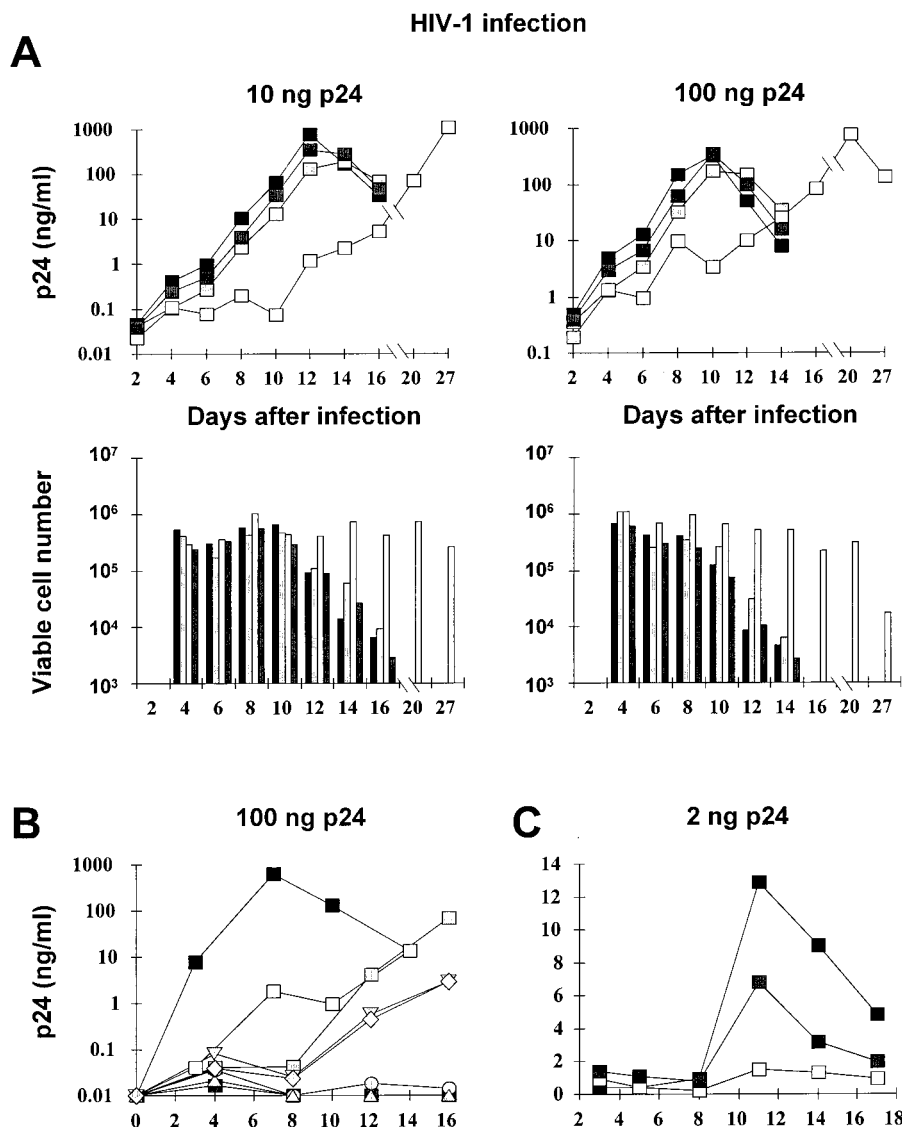 HIV-1 infection
A
10 ng p24
100 ng p24
p24 (ng/ml)
1000
100
10
1
0.1
0.01
2 4 6 8 10 12 14 16 20 27
1000
100
10
1
0.1
2 4 6 8 10 12 14 16 20 27
Days after infection
Days after infection
Viable cell number
10⁷
10⁶
10⁵
10⁴
10³
2 4 6 8 10 12 14 16 20 27
10⁷
10⁶
10⁵
10⁴
10³
2 4 6 8 10 12 14 16 20 27
B
100 ng p24
p24 (ng/ml)
1000
100
10
1
0.1
0.01
0 2 4 6 8 10 12 14 16
C
2 ng p24
14
12
10
8
6
4
2
0
2 4 6 8 10 12 14 16 18